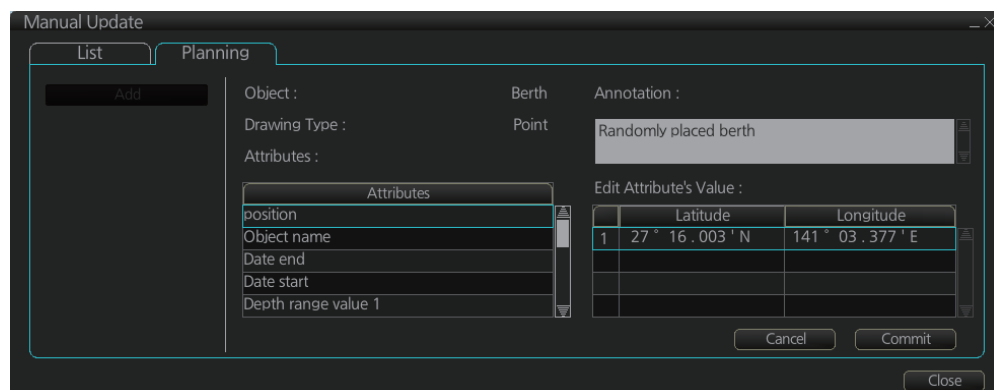 Manual Update
List
Planning
Add
Object :
Berth
Drawing Type :
Point
Attributes :
Attributes
position
Object name
Date end
Date start
Depth range value 1
Annotation :
Randomly placed berth
Edit Attribute's Value :
Latitude Longitude
1 27 ° 16 . 003 ' N 141 ° 03 . 377 ' E
Cancel
Commit
Close